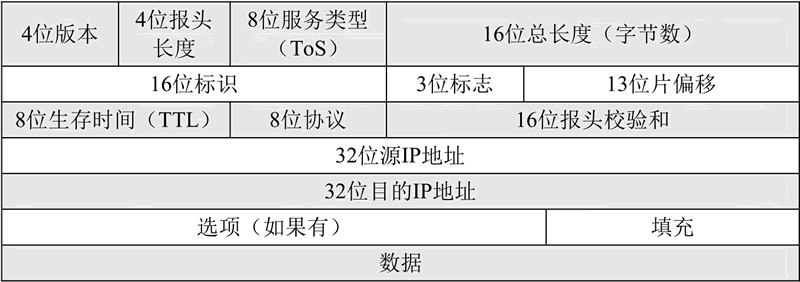 4位版本
4位报头
长度
8位服务类型
（ToS）
16位总长度（字节数）
16位标识
3位标志
13位片偏移
8位生存时间（TTL）
8位协议
16位报头校验和
32位源IP地址
32位目的IP地址
选项（如果有）
填充
数据